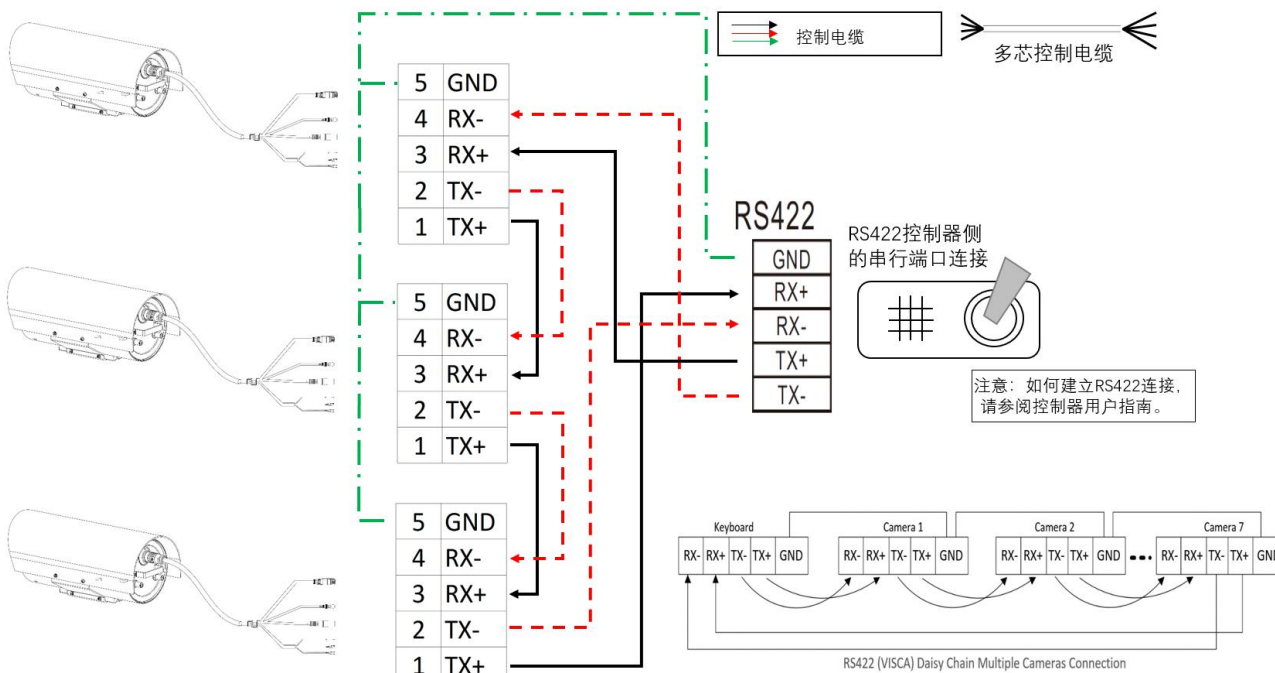 控制电缆
多芯控制电缆
5 GND
4 RX-
3 RX+
2 TX-
1 TX+
5 GND
4 RX-
3 RX+
2 TX-
1 TX+
5 GND
4 RX-
3 RX+
2 TX-
1 TX+
RS422
GND
RX+
RX-
TX+
TX-
RS422控制器侧
的串行端口连接
注意：如何建立RS422连接，
请参阅控制器用户指南。
Keyboard Camera 1 Camera 2 Camera 7
RX- RX+ TX- TX+ GND RX- RX+ TX- TX+ GND RX- RX+ TX- TX+ GND RX- RX+ TX- TX+ GND
RS422 (VISCA) Daisy Chain Multiple Cameras Connection